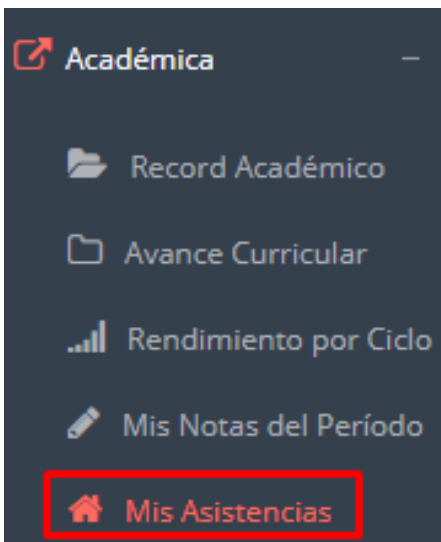 Académica
Record Académico
Avance Curricular
Rendimiento por Ciclo
Mis Notas del Período
Mis Asistencias